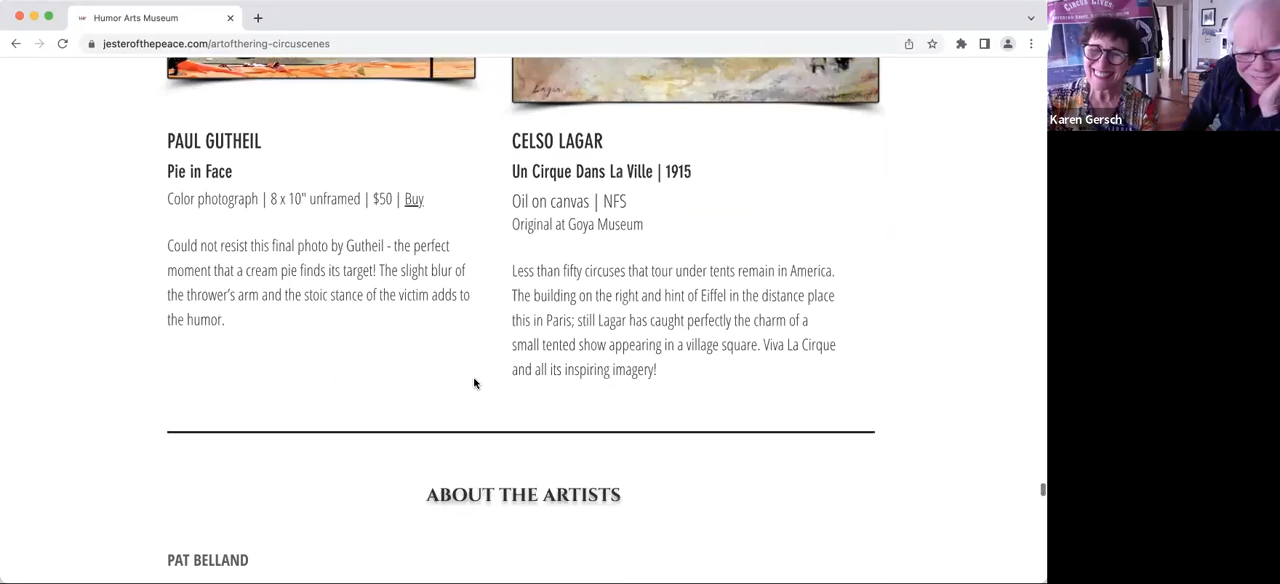 Humor Arts Museum
jesterofthepeace.com/artofthering-circuscenes
CIRCUS LIVES:
Karen Gersch
Lagar
PAUL GUTHEIL
Pie in Face
Color photograph | 8 x 10" unframed | $50 | Buy
Could not resist this final photo by Gutheil - the perfect
moment that a cream pie finds its target! The slight blur of
the thrower's arm and the stoic stance of the victim adds to
the humor.
CELSO LAGAR
Un Cirque Dans La Ville | 1915
Oil on canvas | NFS
Original at Goya Museum
Less than fifty circuses that tour under tents remain in America.
The building on the right and hint of Eiffel in the distance place
this in Paris; still Lagar has caught perfectly the charm of a
small tented show appearing in a village square. Viva La Cirque
and all its inspiring imagery!
ABOUT THE ARTISTS
PAT BELLAND